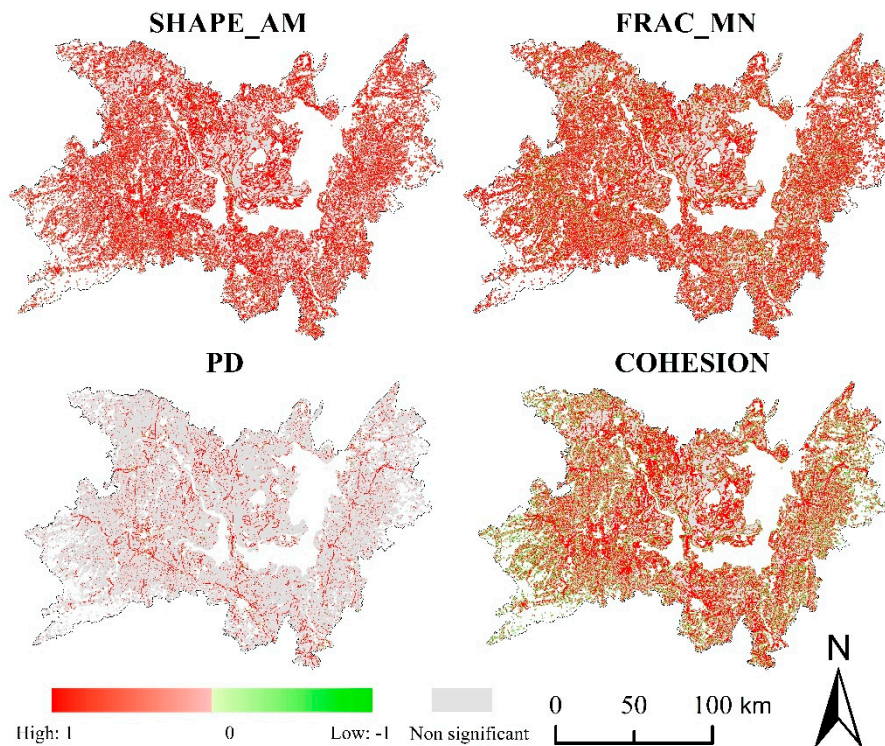 SHAPE_AM
FRAC_MN
PD
COHESION
N
0 50 100 km
High: 1 0 Low: -1 Non significant